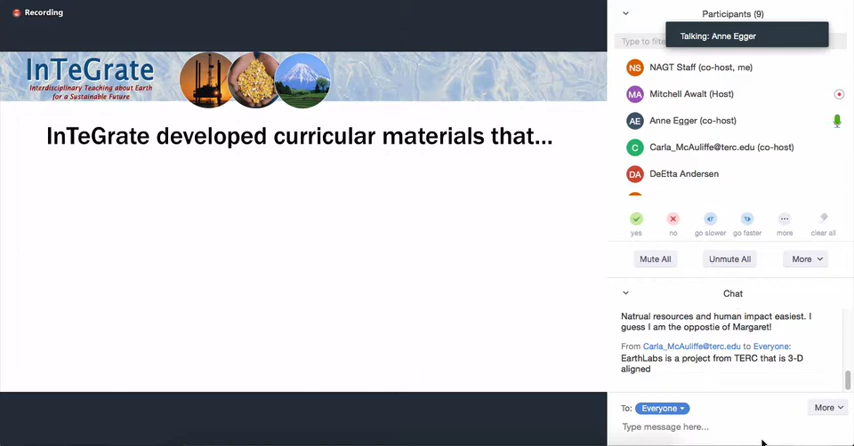 Recording
InTeGrate
Interdisciplinary Teaching about Earth
for a Sustainable Future
InTeGrate developed curricular materials that...
Participants (9)
Type to filte
Talking: Anne Egger
NS
NAGT Staff (co-host, me)
MA
Mitchell Awalt (Host)
AE
Anne Egger (co-host)
C
Carla_McAuliffe@terc.edu (co-host)
DA
DeEtta Andersen
yes
no
go slower
go faster
more
clear all
Mute All
Unmute All
More
Chat
Natrual resources and human impact easiest. I
guess I am the oppostie of Margaret!
From Carla_McAuliffe@terc.edu to Everyone:
EarthLabs is a project from TERC that is 3-D
aligned
To: Everyone
More
Type message here...